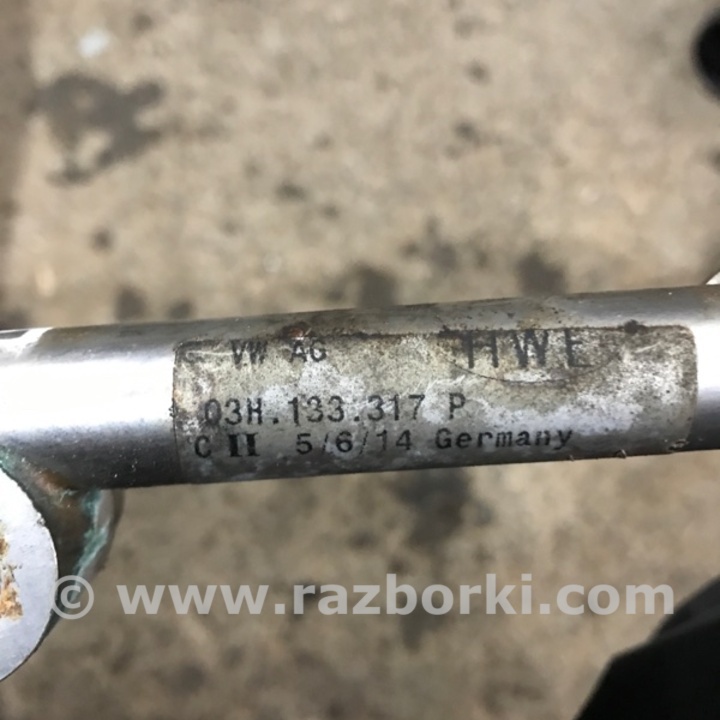 VW AG HWE
03H.133.317 P
C II 5/6/14 Germany
© www.razborki.com